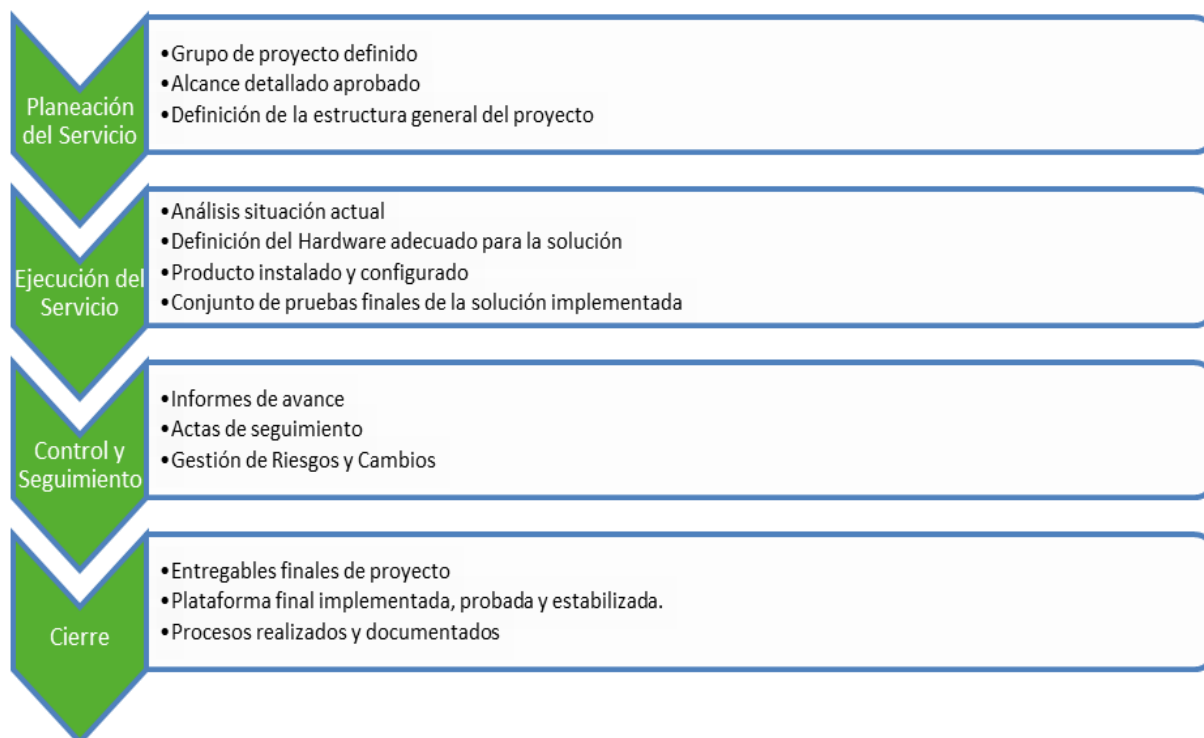 Planeación
del Servicio
•Grupo de proyecto definido
•Alcance detallado aprobado
•Definición de la estructura general del proyecto
Ejecución del
Servicio
•Análisis situación actual
•Definición del Hardware adecuado para la solución
•Producto instalado y configurado
•Conjunto de pruebas finales de la solución implementada
Control y
Seguimiento
•Informes de avance
•Actas de seguimiento
•Gestión de Riesgos y Cambios
Cierre
•Entregables finales de proyecto
•Plataforma final implementada, probada y estabilizada.
•Procesos realizados y documentados